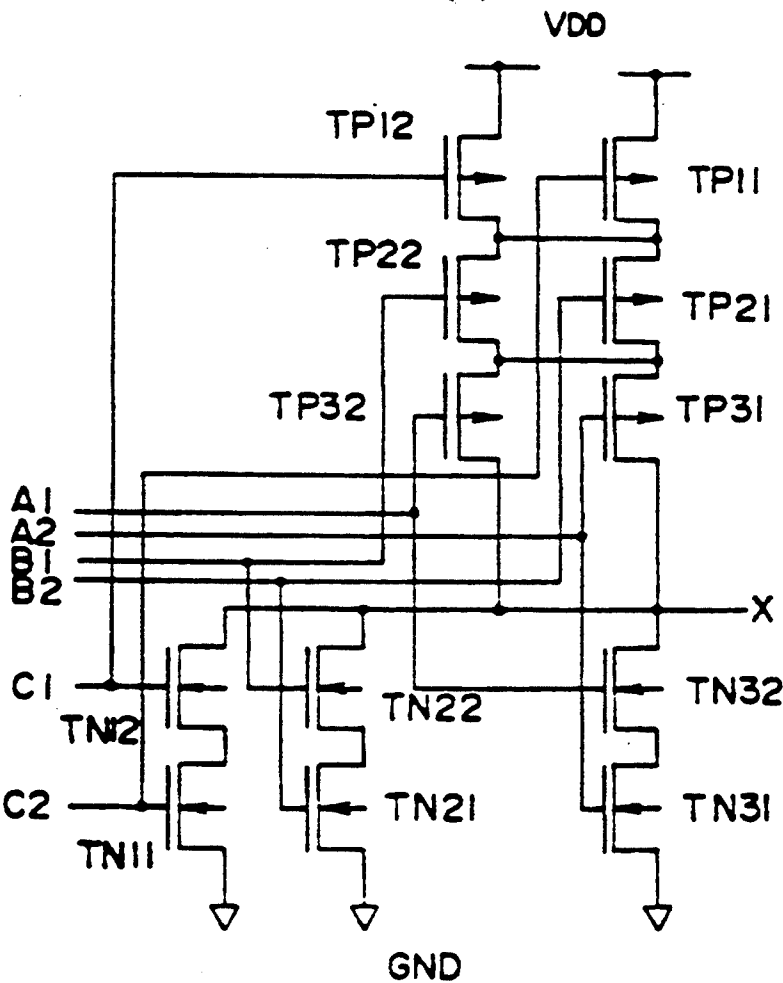 VDD
TP12
TP11
TP22
TP21
TP32
TP31
A1
A2
B1
B2
X
C1
TN12
TN22
TN32
C2
TN11
TN21
TN31
GND